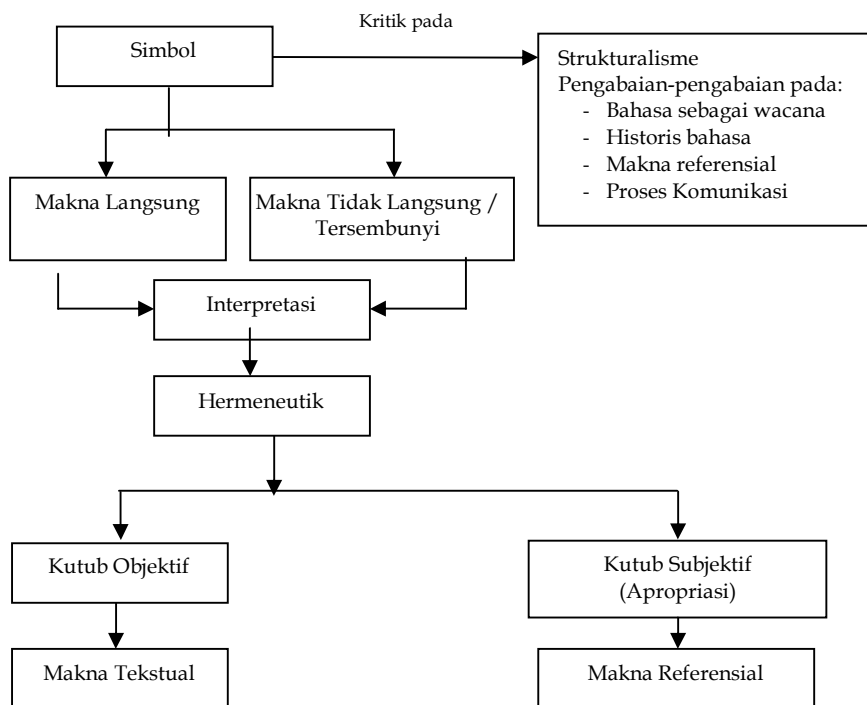 Kritik pada
Simbol
Strukturalisme
Pengabaian-pengabaian pada:
- Bahasa sebagai wacana
- Historis bahasa
- Makna referensial
- Proses Komunikasi
Makna Langsung
Makna Tidak Langsung /
Tersembunyi
Interpretasi
Hermeneutik
Kutub Objektif
Kutub Subjektif
(Apropriasi)
Makna Tekstual
Makna Referensial